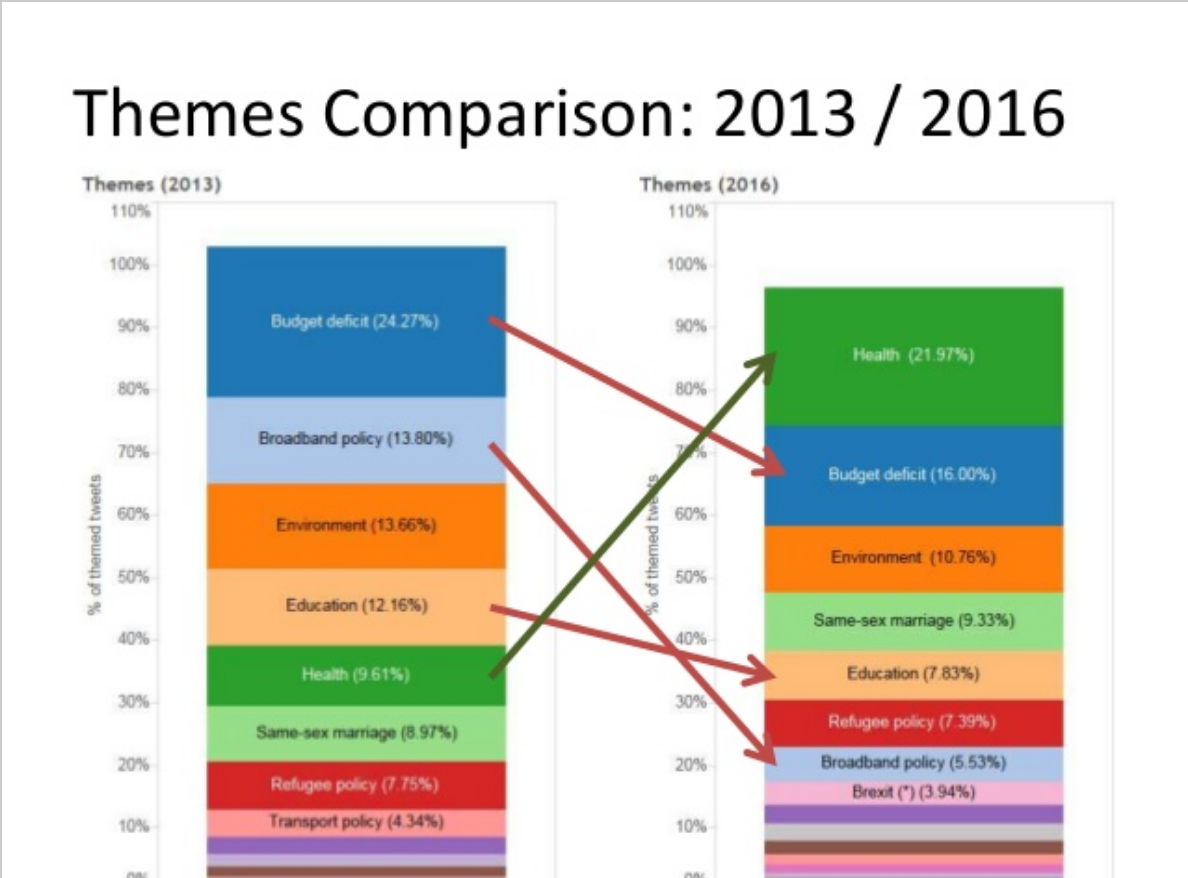 Themes Comparison: 2013 / 2016
Themes (2013)
110%
100%
90%
80%
70%
60%
50%
40%
30%
20%
10%
0%
% of themed tweets
Budget deficit (24.27%)
Broadband policy (13.80%)
Environment (13.66%)
Education (12.16%)
Health (9.61%)
Same-sex marriage (8.97%)
Refugee policy (7.75%)
Transport policy (4.34%)
Themes (2016)
110%
100%
90%
80%
70%
60%
50%
40%
30%
20%
10%
0%
% of themed tweets
Health (21.97%)
Budget deficit (16.00%)
Environment (10.76%)
Same-sex marriage (9.33%)
Education (7.83%)
Refugee policy (7.39%)
Broadband policy (5.53%)
Brexit (*) (3.94%)